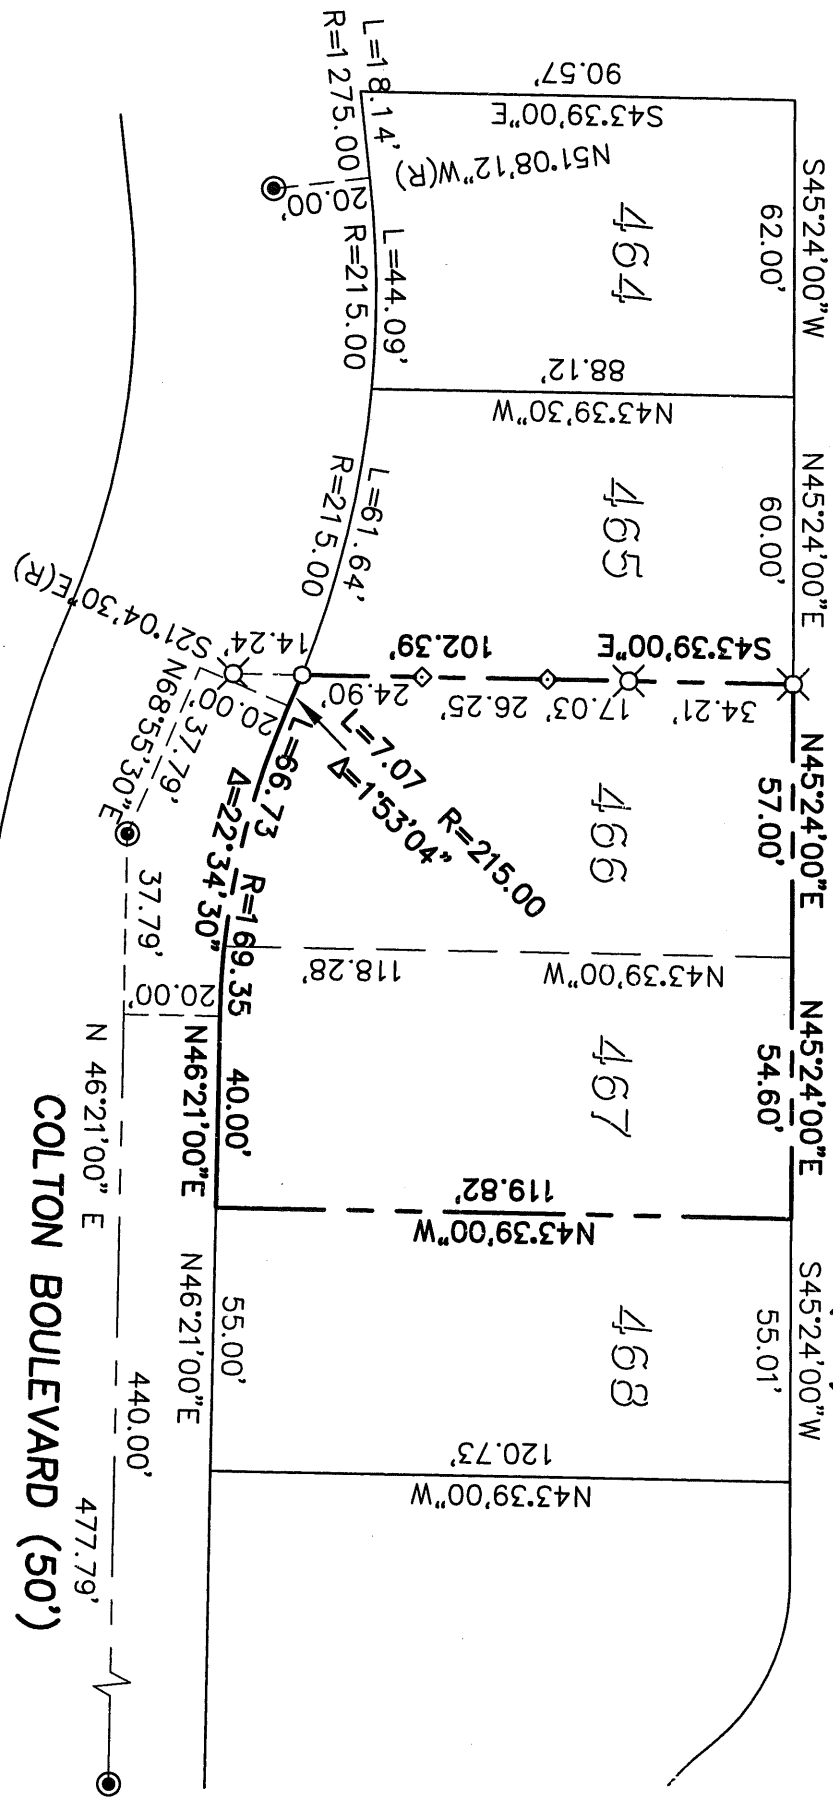 L=18.14'
R=1275.00
90.57'
S43°39'00"E
N51°08'12"W(R)
20.00'
S45°24'00"W
62.00'
464
L=44.09'
R=215.00
88.12'
N43°39'30"W
N45°24'00"E
60.00'
465
L=61.64'
R=215.00
S21°04'30"E(R)
14.24'
102.39'
S43°39'00"E
24.90'
26.25'
17.03'
34.21'
20.00'
37.79'
N68°55'30"E
L=7.07 R=215.00
Δ=1°53'04"
L=66.73 R=169.35
Δ=22°34'30"
466
N45°24'00"E
57.00'
37.79'
118.28'
N43°39'00"W
20.00'
N45°24'00"E
54.60'
467
40.00'
N46°21'00"E
N 46°21'00" E
119.82'
N43°39'00"W
COLTON BOULEVARD (50')
N46°21'00"E
55.00'
468
S45°24'00"W
55.01'
440.00'
120.73'
N43°39'00"W
477.79'